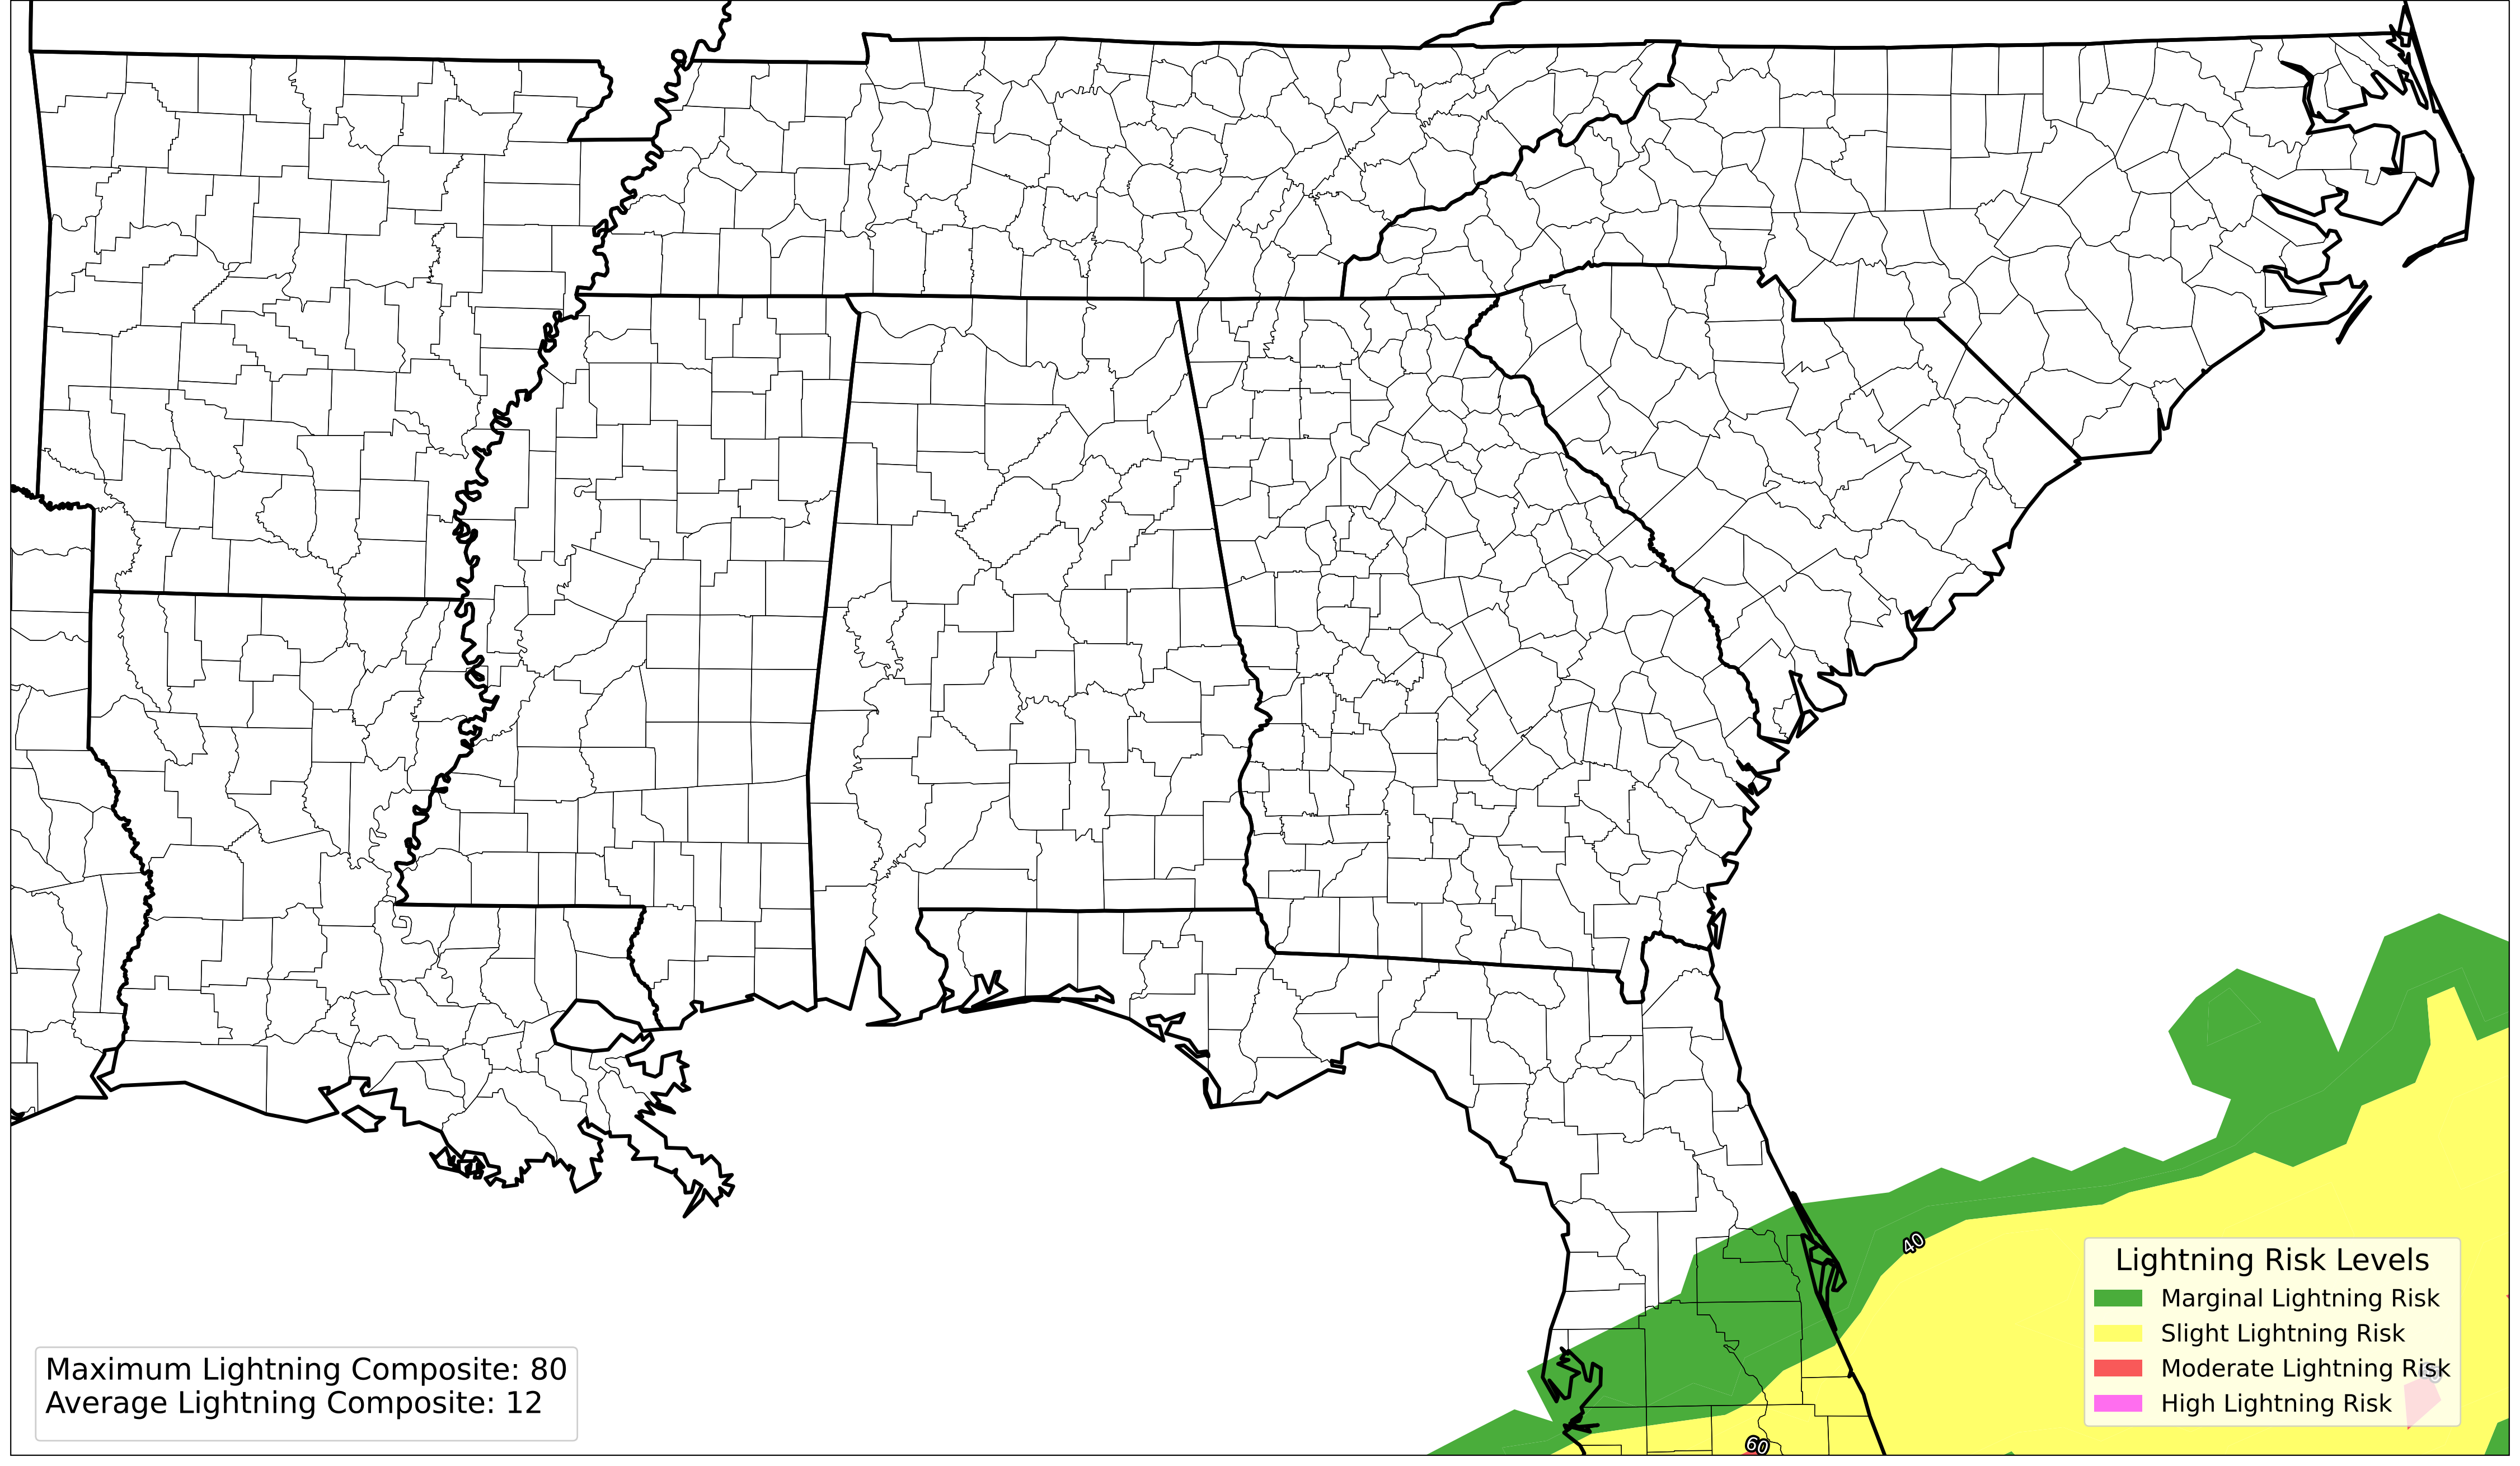 40
Lightning Risk Levels
Marginal Lightning Risk
Slight Lightning Risk
Moderate Lightning Risk
High Lightning Risk
Maximum Lightning Composite: 80
Average Lightning Composite: 12
60